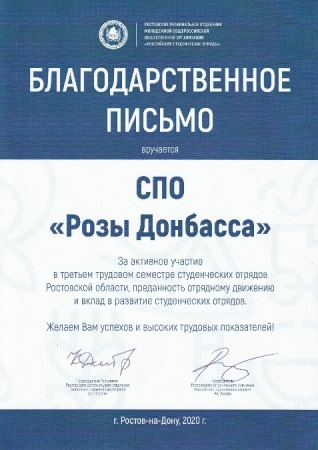 РОСТОВСКОЕ РЕГИОНАЛЬНОЕ ОТДЕЛЕНИЕ
МОЛОДЕЖНОЙ ОБЩЕРОССИЙСКОЙ
ОБЩЕСТВЕННОЙ ОРГАНИЗАЦИИ
«РОССИЙСКИЕ СТУДЕНЧЕСКИЕ ОТРЯДЫ»
БЛАГОДАРСТВЕННОЕ
ПИСЬМО
вручается
СПО
«Розы Донбасса»
За активное участие
в третьем трудовом семестре студенческих отрядов
Ростовской области, преданность отрядному движению
и вклад в развитие студенческих отрядов.
Желаем Вам успехов и высоких трудовых показателей!
г. Ростов-на-Дону, 2020 г.